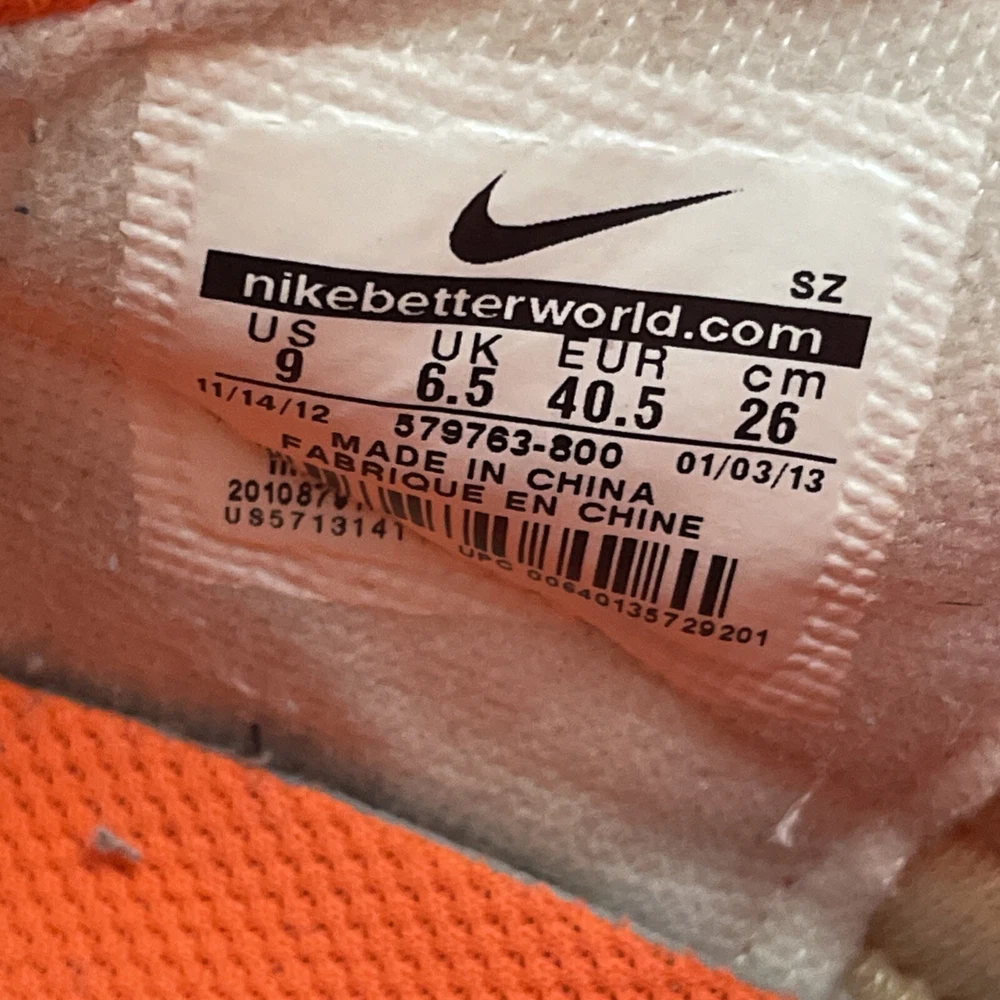 SZ
nikebetterworld.com
US UK EUR cm
9 6.5 40.5 26
11/14/12 579763-800 01/03/13
MADE IN CHINA
FABRIQUE EN CHINE
US5713141
UPC 00640135729201